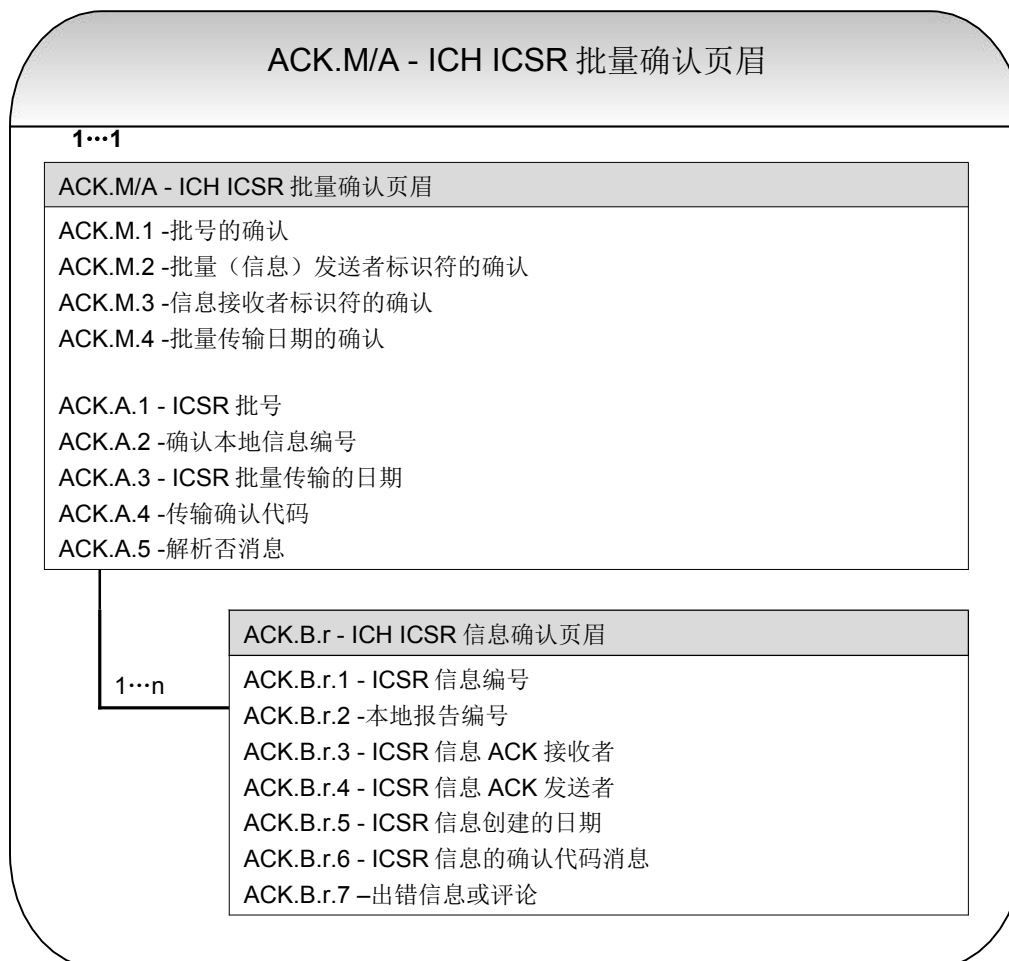 ACK.M/A - ICH ICSR 批量确认页眉
1…1
ACK.M/A - ICH ICSR 批量确认页眉
ACK.M.1 -批号的确认
ACK.M.2 -批量（信息）发送者标识符的确认
ACK.M.3 -信息接收者标识符的确认
ACK.M.4 -批量传输日期的确认
ACK.A.1 - ICSR 批号
ACK.A.2 -确认本地信息编号
ACK.A.3 - ICSR 批量传输的日期
ACK.A.4 -传输确认代码
ACK.A.5 -解析否消息
ACK.B.r - ICH ICSR 信息确认页眉
1…n
ACK.B.r.1 - ICSR 信息编号
ACK.B.r.2 -本地报告编号
ACK.B.r.3 - ICSR 信息 ACK 接收者
ACK.B.r.4 - ICSR 信息 ACK 发送者
ACK.B.r.5 - ICSR 信息创建的日期
ACK.B.r.6 - ICSR 信息的确认代码消息
ACK.B.r.7 –出错信息或评论